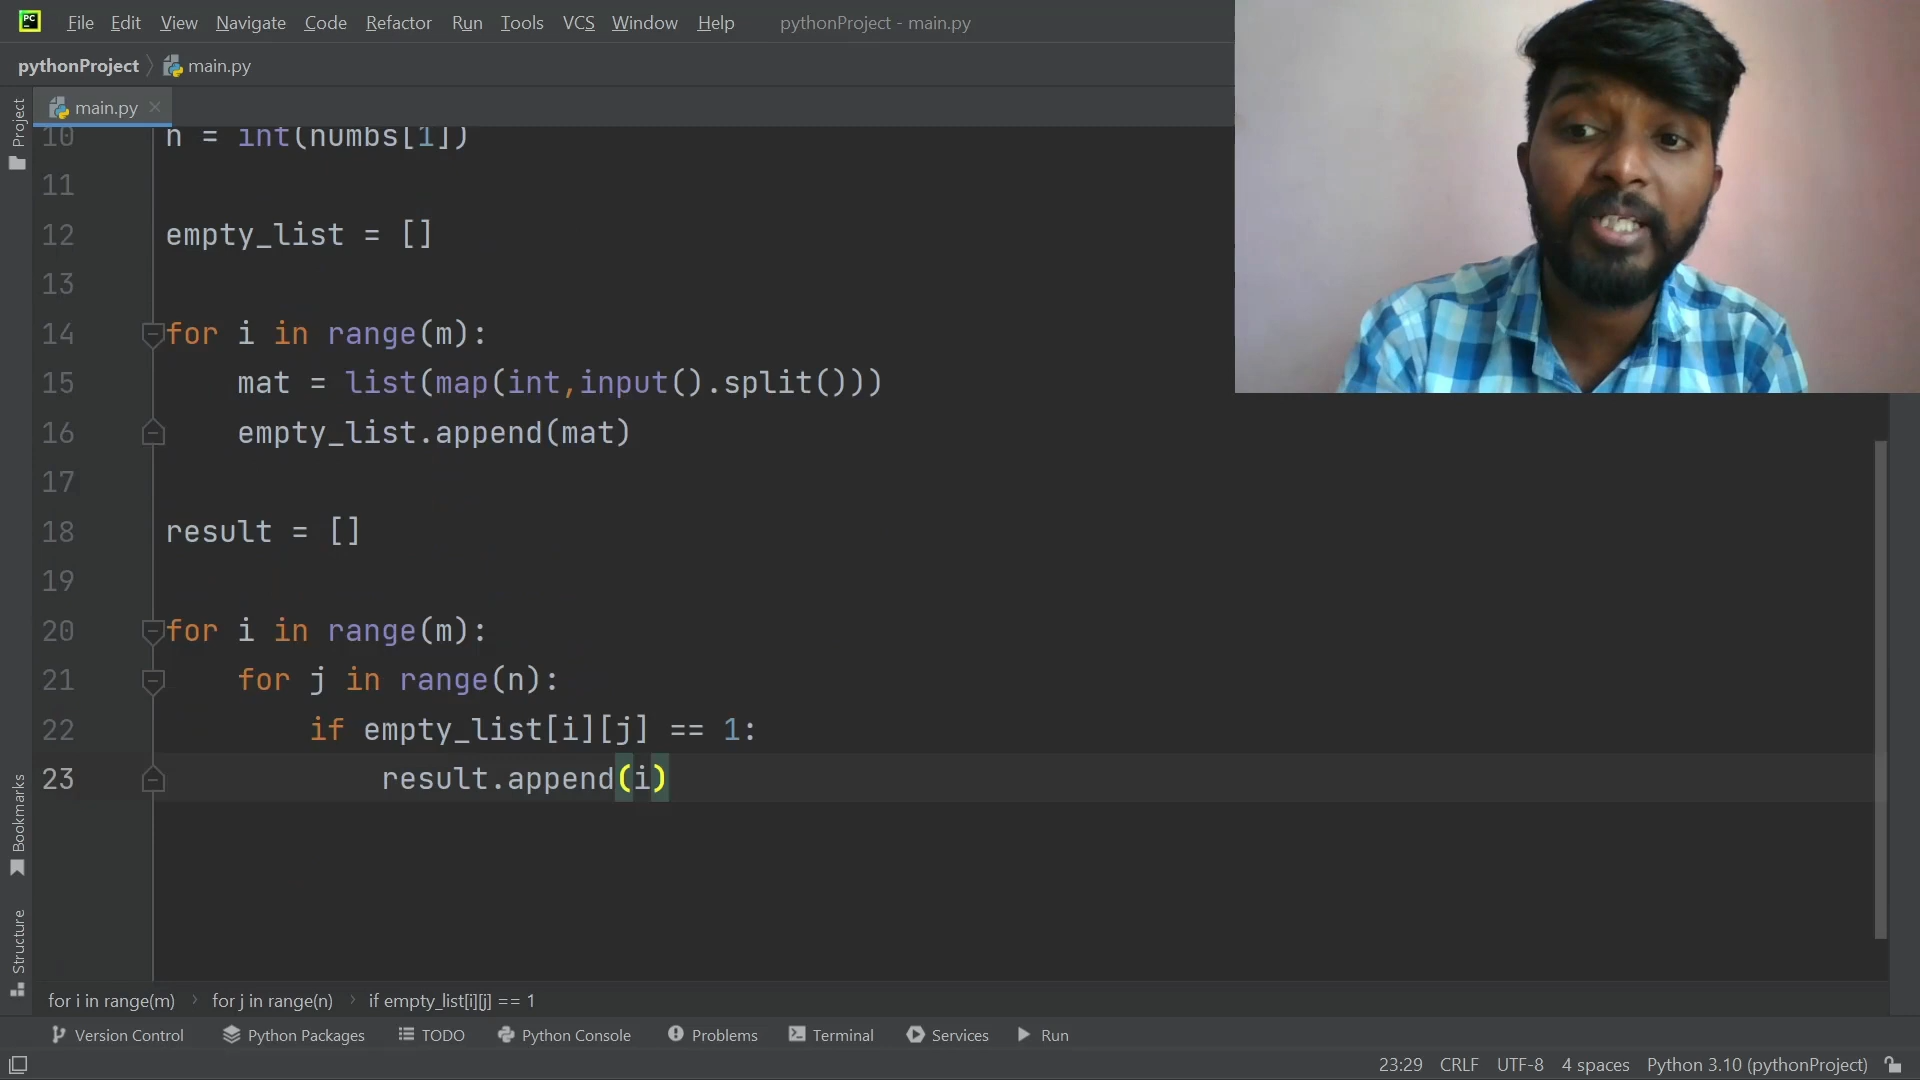 PC
File Edit View Navigate Code Refactor Run Tools VCS Window Help pythonProject - main.py
pythonProject main.py
main.py
Project
10 n = int(numbs[1])
11
12 empty_list = []
13
14 for i in range(m):
15 mat = list(map(int,input().split()))
16 empty_list.append(mat)
17
18 result = []
19
20 for i in range(m):
21 for j in range(n):
22 if empty_list[i][j] == 1:
23 result.append(i)
Bookmarks
Structure
for i in range(m) for j in range(n) if empty_list[i][j] == 1
Version Control Python Packages TODO Python Console Problems Terminal Services Run
23:29 CRLF UTF-8 4 spaces Python 3.10 (pythonProject)